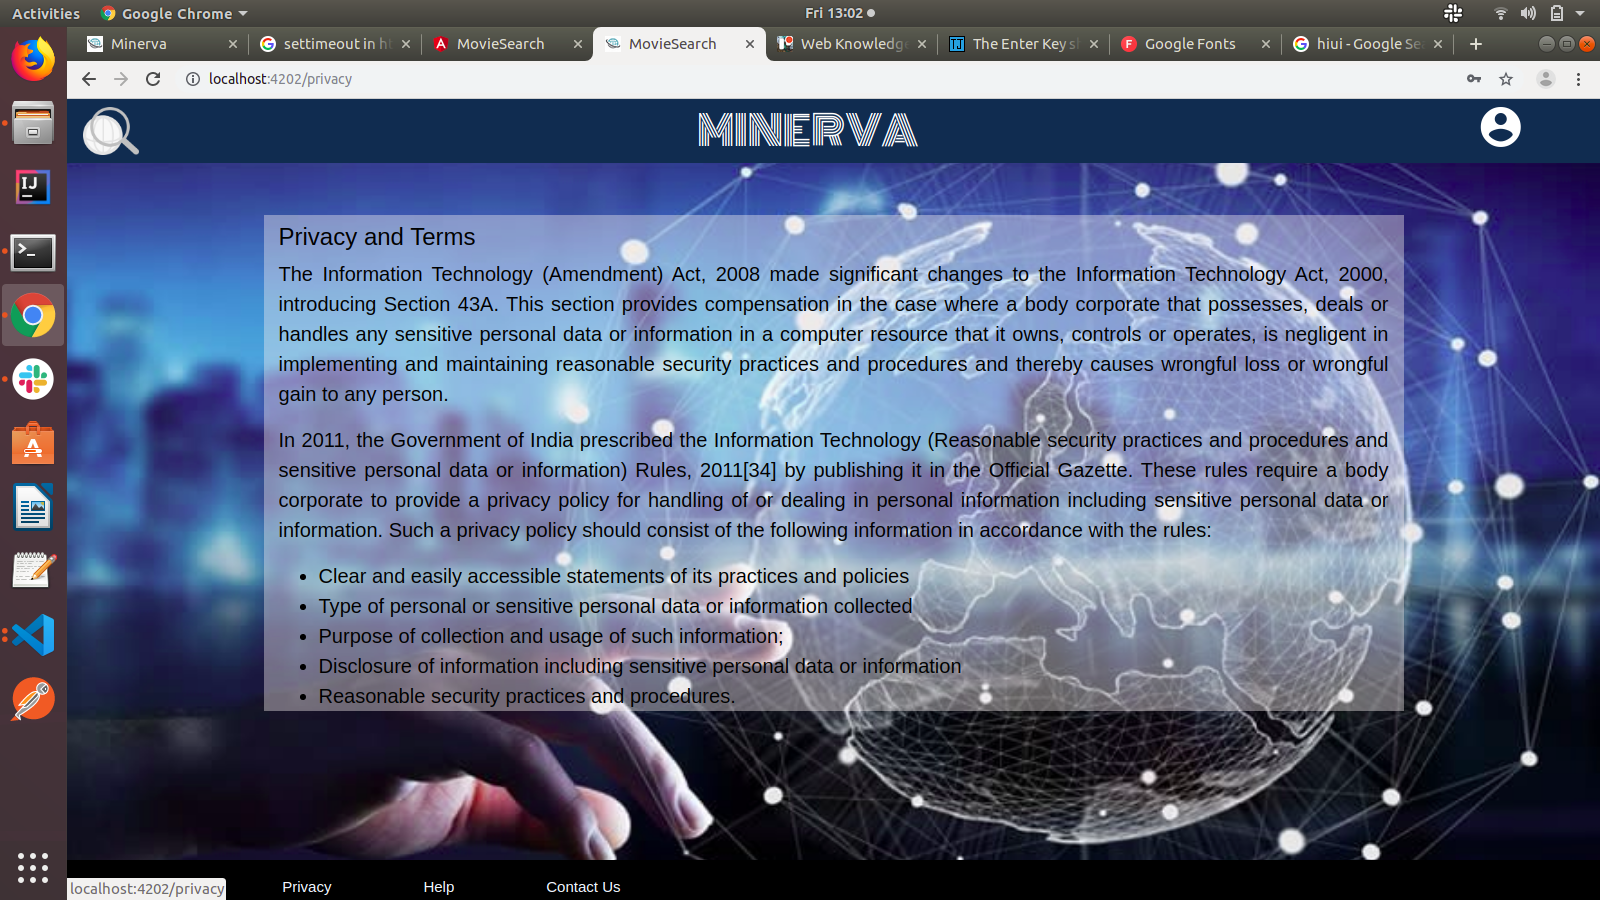 Activities Google Chrome Fri 13:02
Minerva settimeout in h MovieSearch MovieSearch Web Knowledg The Enter Key s Google Fonts hiui - Google Se
localhost:4202/privacy
MINERVA
Privacy and Terms
The Information Technology (Amendment) Act, 2008 made significant changes to the Information Technology Act, 2000,
introducing Section 43A. This section provides compensation in the case where a body corporate that possesses, deals or
handles any sensitive personal data or information in a computer resource that it owns, controls or operates, is negligent in
implementing and maintaining reasonable security practices and procedures and thereby causes wrongful loss or wrongful
gain to any person.
In 2011, the Government of India prescribed the Information Technology (Reasonable security practices and procedures and
sensitive personal data or information) Rules, 2011[34] by publishing it in the Official Gazette. These rules require a body
corporate to provide a privacy policy for handling of or dealing in personal information including sensitive personal data or
information. Such a privacy policy should consist of the following information in accordance with the rules:
• Clear and easily accessible statements of its practices and policies
• Type of personal or sensitive personal data or information collected
• Purpose of collection and usage of such information;
• Disclosure of information including sensitive personal data or information
• Reasonable security practices and procedures.
localhost:4202/privacy
Privacy Help Contact Us